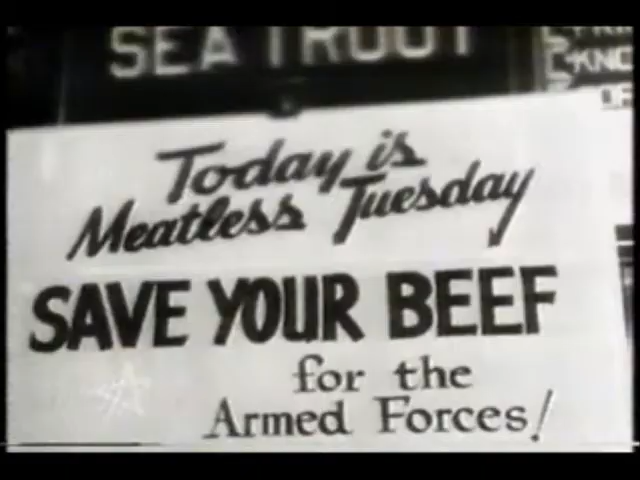 SEA TROUT
Today is
Meatless Tuesday
SAVE YOUR BEEF
for the
Armed Forces!